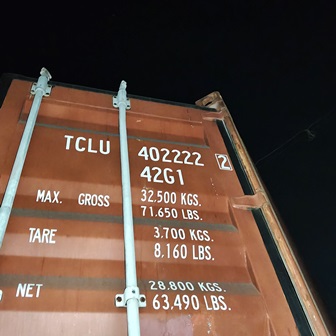 TCLU 402222 2
42G1
MAX. GROSS 32.500 KGS.
71.650 LBS.
TARE 3.700 KGS.
8.160 LBS.
NET 28.800 KGS.
63.490 LBS.